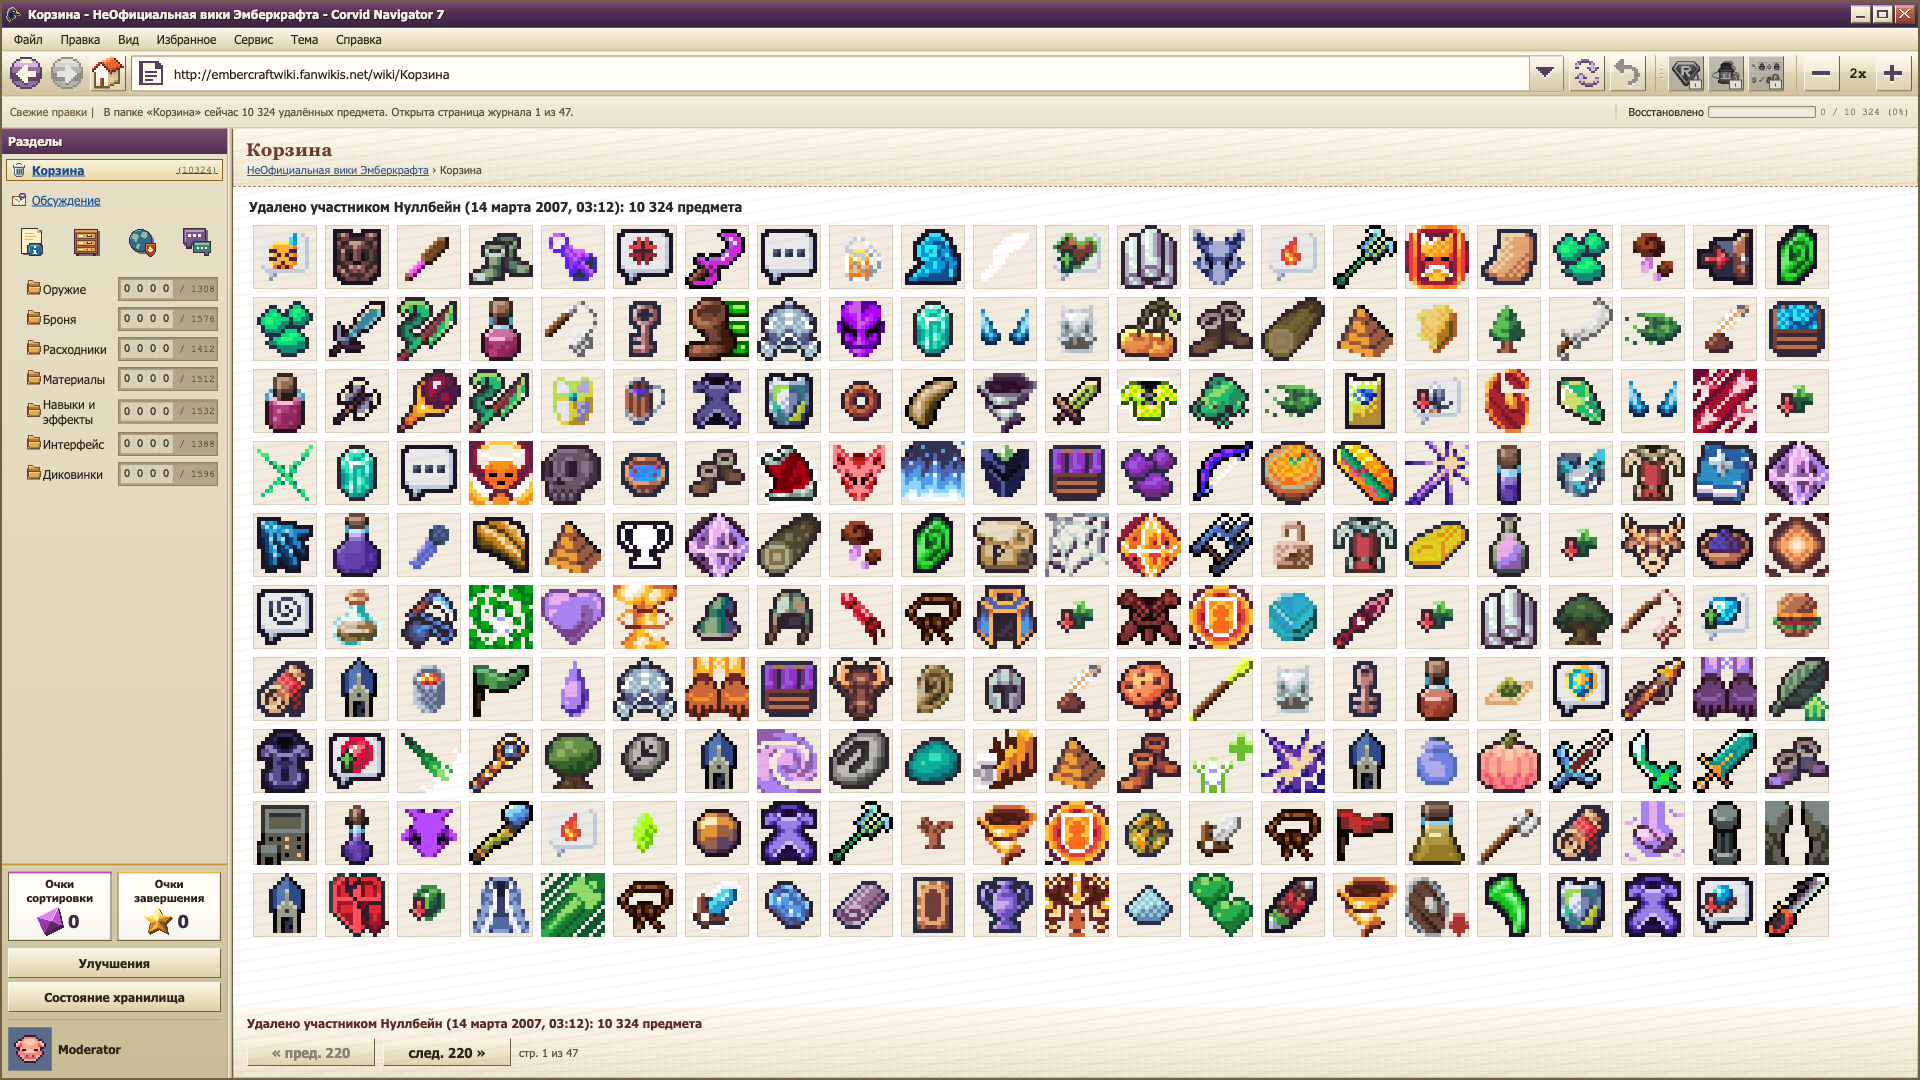 Корзина - НеОфициальная вики Эмберкрафта - Corvid Navigator 7
Файл Правка Вид Избранное Сервис Тема Справка
http://embercraftwiki.fanwikis.net/wiki/Корзина
2x
Свежие правки | В папке «Корзина» сейчас 10 324 удалённых предмета. Открыта страница журнала 1 из 47.
Восстановлено 0 / 10 324 (0%)
Разделы
Корзина (10324)
Обсуждение
Оружие 0 0 0 0 / 1308
Броня 0 0 0 0 / 1576
Расходники 0 0 0 0 / 1412
Материалы 0 0 0 0 / 1512
Навыки и эффекты 0 0 0 0 / 1532
Интерфейс 0 0 0 0 / 1388
Диковинки 0 0 0 0 / 1596
Очки сортировки 0
Очки завершения 0
Улучшения
Состояние хранилища
Moderator
Корзина
НеОфициальная вики Эмберкрафта › Корзина
Удалено участником Нуллбейн (14 марта 2007, 03:12): 10 324 предмета
Удалено участником Нуллбейн (14 марта 2007, 03:12): 10 324 предмета
« пред. 220
след. 220 »
стр. 1 из 47